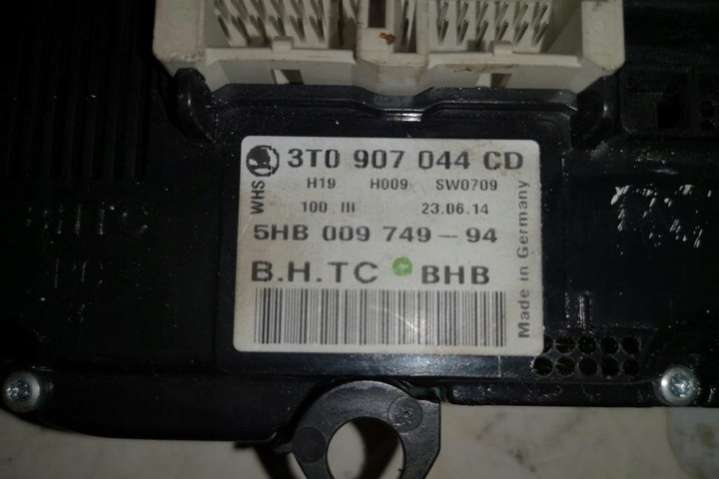 3T0 907 044 CD
WHS
H19 H009 SW0709
100 III 23.06.14
5HB 009 749-94
B.H.TC BHB
Made in Germany